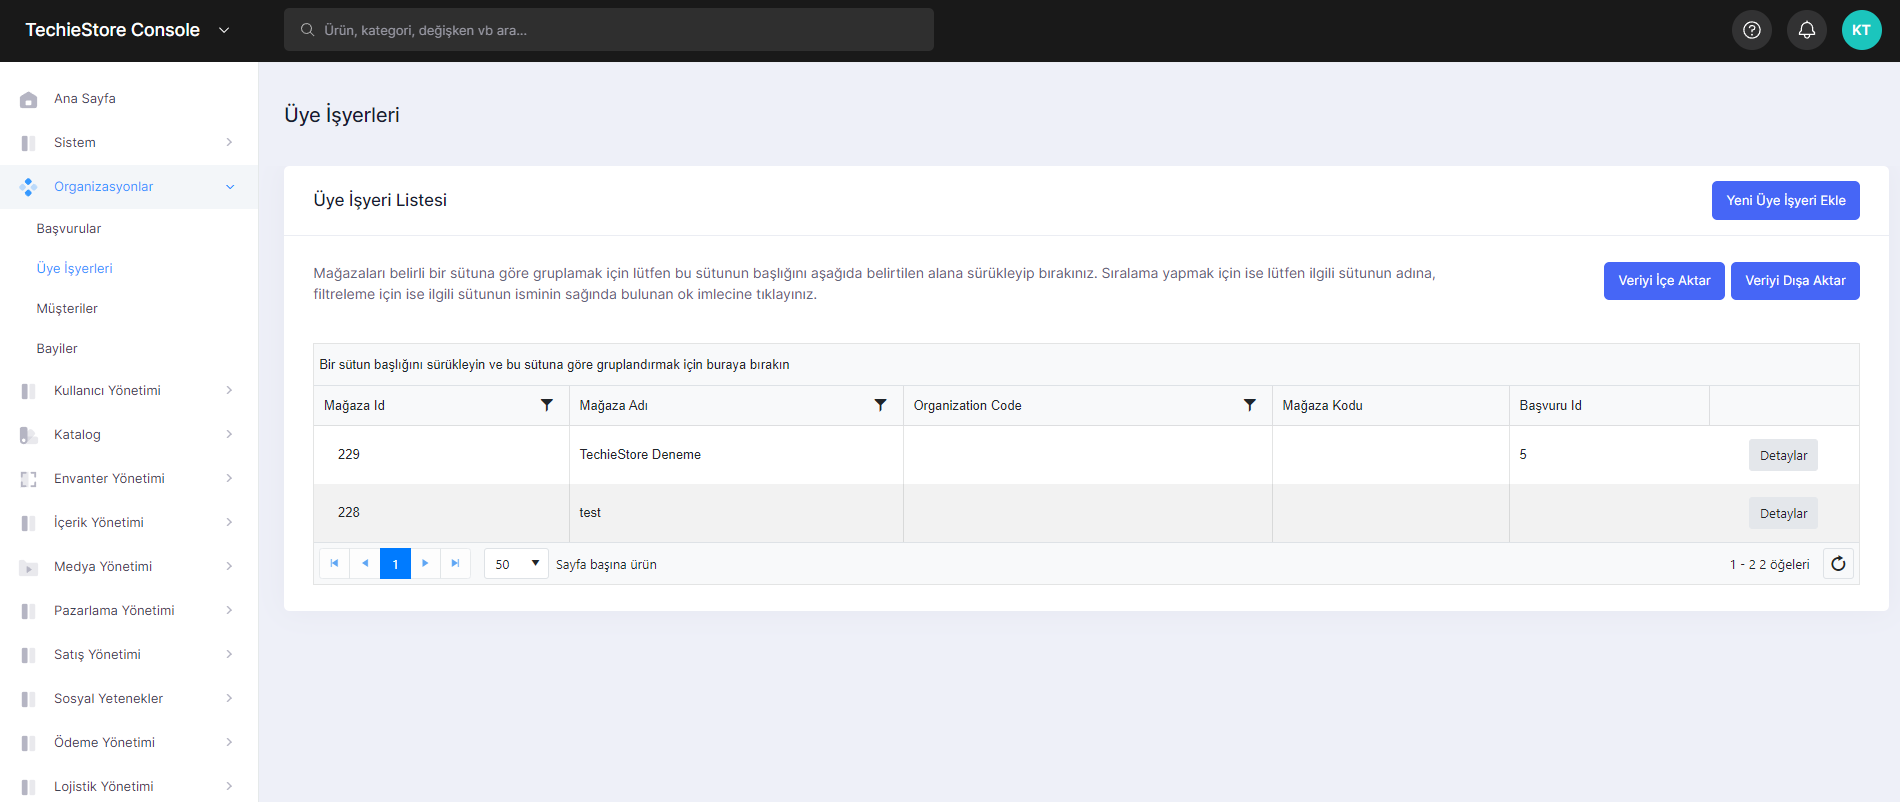 TechieStore Console
Ürün, kategori, değişken vb ara...
KT
Ana Sayfa
Sistem
Organizasyonlar
Başvurular
Üye İşyerleri
Müşteriler
Bayiler
Kullanıcı Yönetimi
Katalog
Envanter Yönetimi
İçerik Yönetimi
Medya Yönetimi
Pazarlama Yönetimi
Satış Yönetimi
Sosyal Yetenekler
Ödeme Yönetimi
Lojistik Yönetimi
Üye İşyerleri
Üye İşyeri Listesi
Yeni Üye İşyeri Ekle
Mağazaları belirli bir sütuna göre gruplamak için lütfen bu sütunun başlığını aşağıda belirtilen alana sürükleyip bırakınız. Sıralama yapmak için ise lütfen ilgili sütunun adına,
filtreleme için ise ilgili sütunun isminin sağında bulunan ok imlecine tıklayınız.
Veriyi İçe Aktar
Veriyi Dışa Aktar
Bir sütun başlığını sürükleyin ve bu sütuna göre gruplandırmak için buraya bırakın
Mağaza Id
Mağaza Adı
Organization Code
Mağaza Kodu
Başvuru Id
229
TechieStore Deneme
5
Detaylar
228
test
Detaylar
1
50
Sayfa başına ürün
1 - 2 2 öğeleri